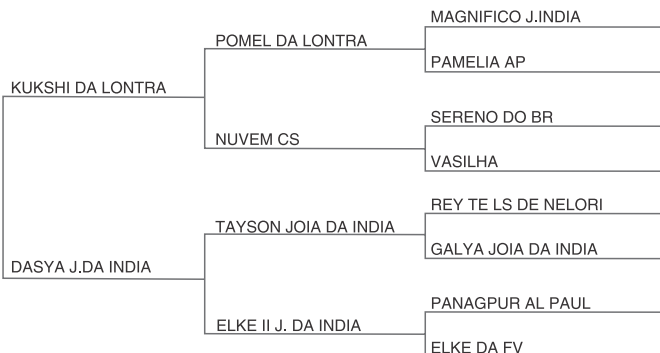 MAGNIFICO J.INDIA
POMEL DA LONTRA
PAMELIA AP
KUKSHI DA LONTRA
SERENO DO BR
NUVEM CS
VASILHA
REY TE LS DE NELORI
TAYSON JOIA DA INDIA
GALYA JOIA DA INDIA
DASYA J.DA INDIA
PANAGPUR AL PAUL
ELKE II J. DA INDIA
ELKE DA FV